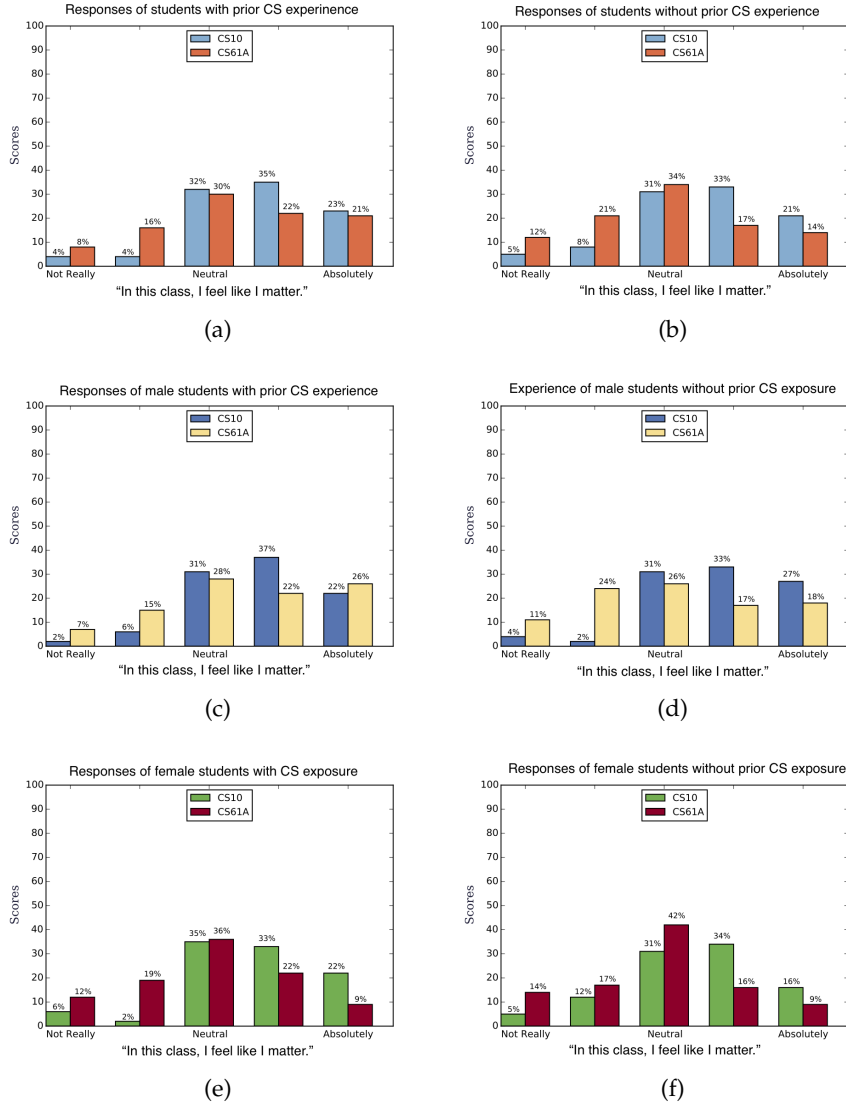 Responses of students with prior CS experinence
CS10
CS61A
100
90
80
70
60
50
40
30
20
10
0
Scores
4%
8%
4%
16%
32%
30%
35%
22%
23%
21%
Not Really
Neutral
Absolutely
“In this class, I feel like I matter.”
(a)
Responses of students without prior CS experience
CS10
CS61A
100
90
80
70
60
50
40
30
20
10
0
Scores
5%
12%
8%
21%
31%
34%
33%
17%
21%
14%
Not Really
Neutral
Absolutely
“In this class, I feel like I matter.”
(b)
Responses of male students with prior CS experience
CS10
CS61A
100
90
80
70
60
50
40
30
20
10
0
Scores
2%
7%
6%
15%
31%
28%
37%
22%
22%
26%
Not Really
Neutral
Absolutely
“In this class, I feel like I matter.”
(c)
Experience of male students without prior CS exposure
CS10
CS61A
100
90
80
70
60
50
40
30
20
10
0
Scores
4%
11%
2%
24%
31%
26%
33%
17%
27%
18%
Not Really
Neutral
Absolutely
“In this class, I feel like I matter.”
(d)
Responses of female students with CS exposure
CS10
CS61A
100
90
80
70
60
50
40
30
20
10
0
Scores
6%
12%
2%
19%
35%
36%
33%
22%
22%
9%
Not Really
Neutral
Absolutely
“In this class, I feel like I matter.”
(e)
Responses of female students without prior CS exposure
CS10
CS61A
100
90
80
70
60
50
40
30
20
10
0
Scores
5%
14%
12%
17%
31%
42%
34%
16%
16%
9%
Not Really
Neutral
Absolutely
“In this class, I feel like I matter.”
(f)